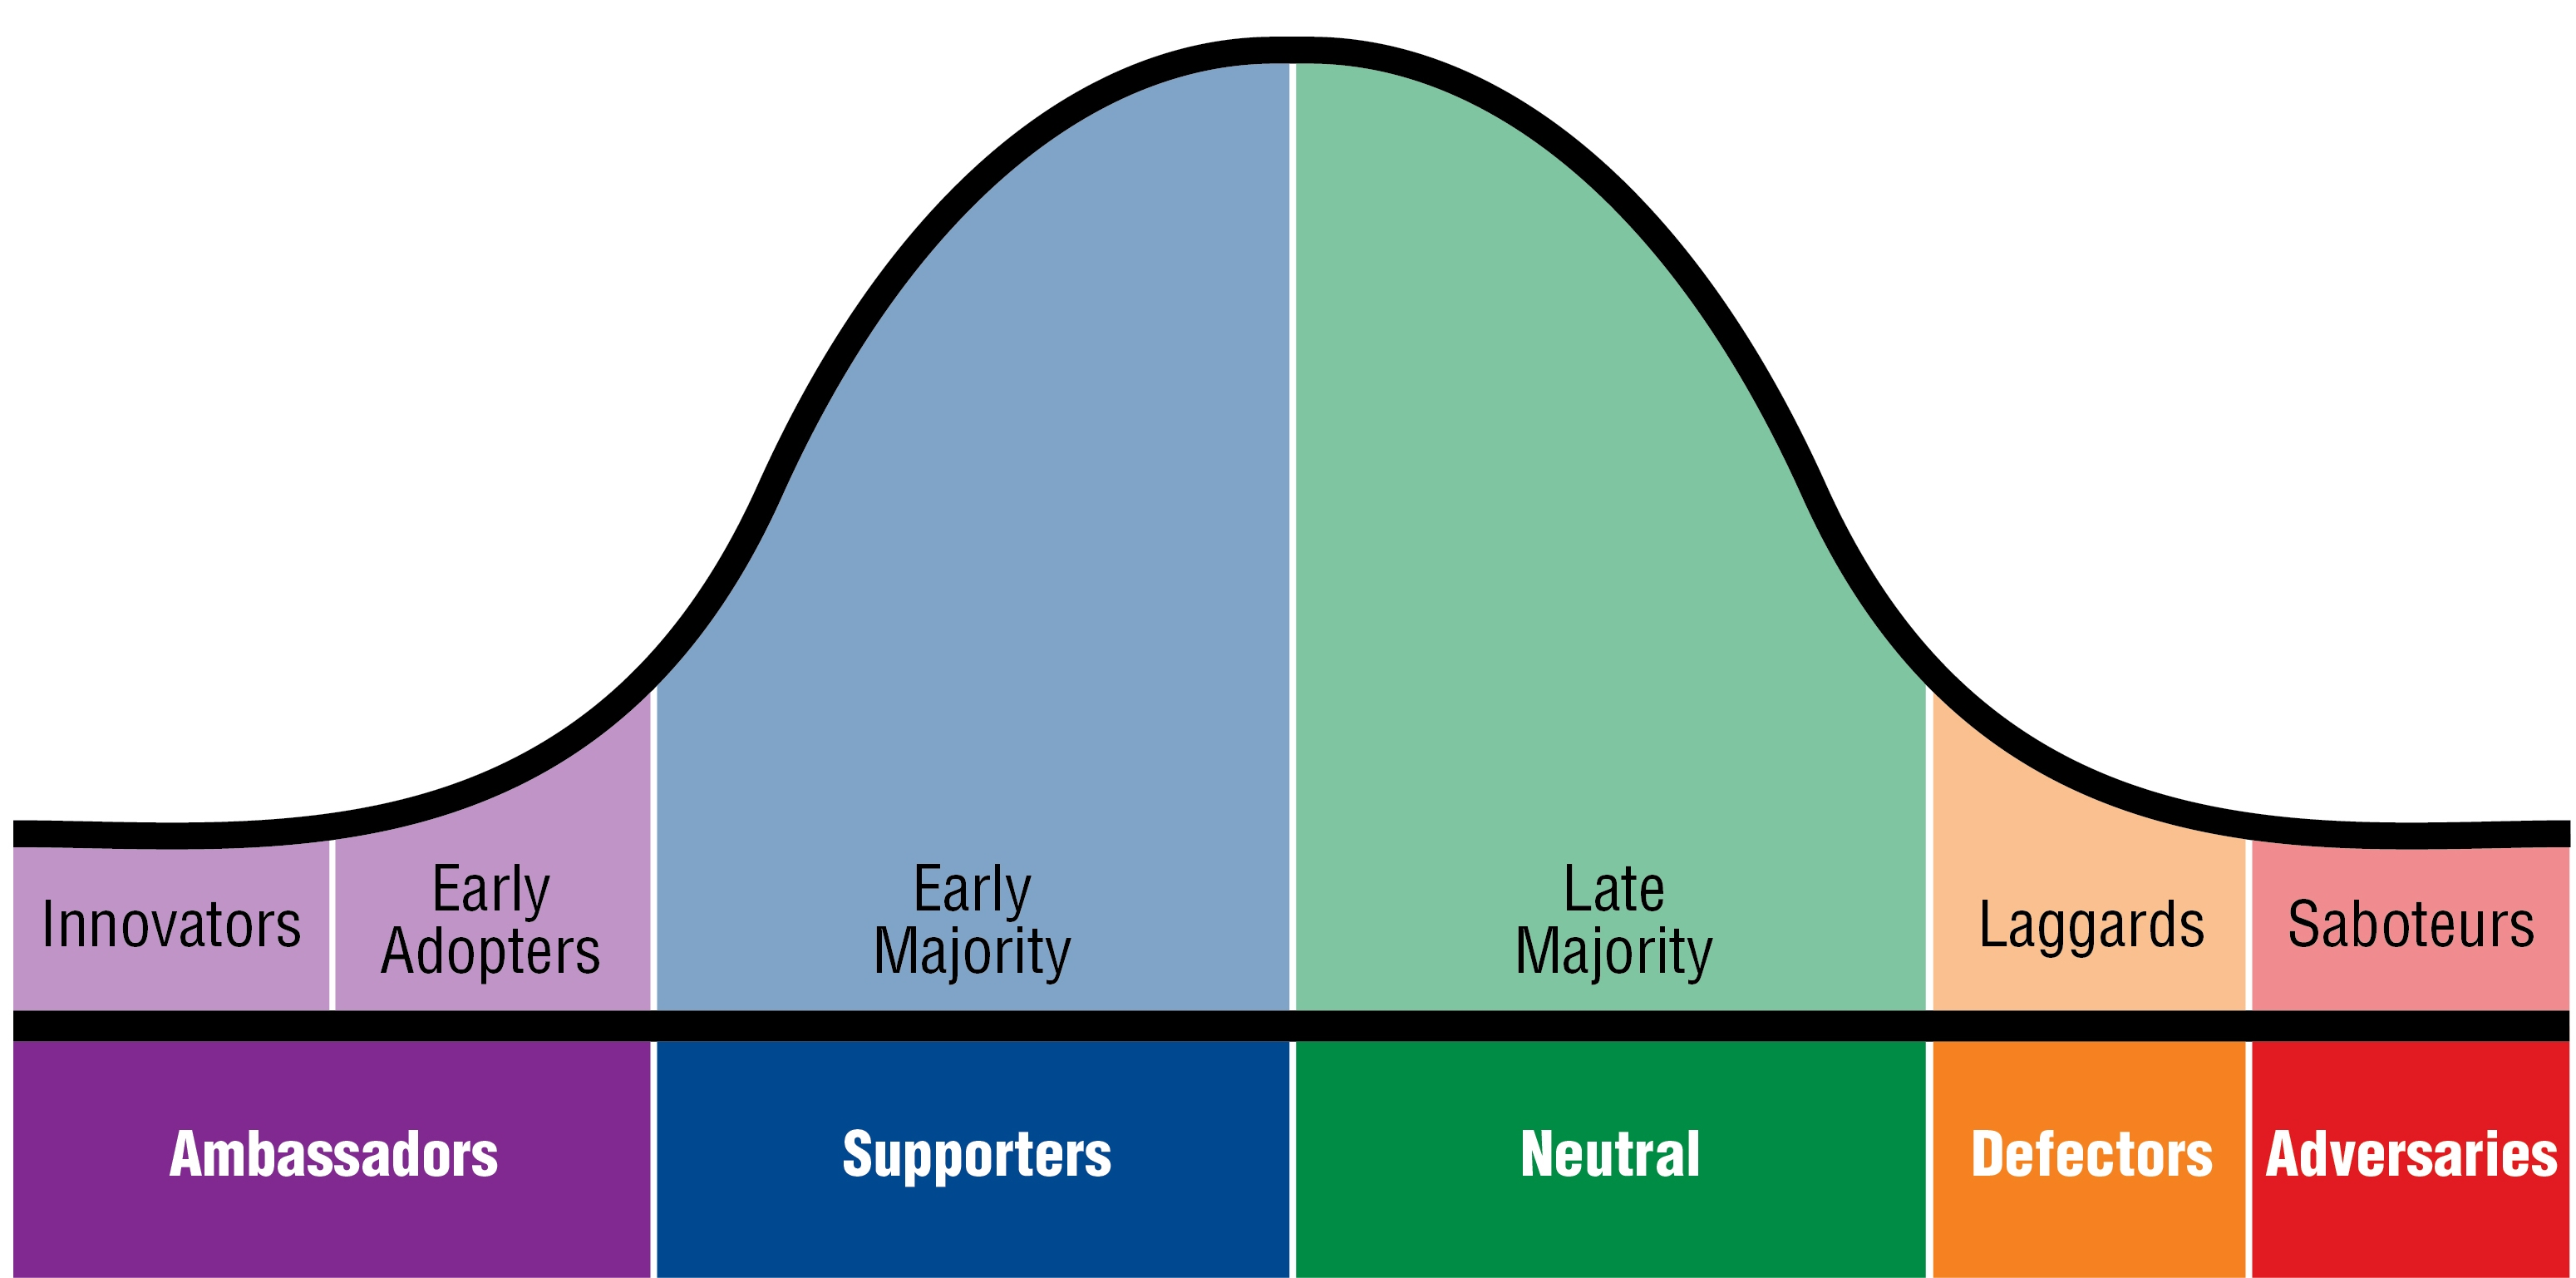 Innovators
Early
Adopters
Early
Majority
Late
Majority
Laggards
Saboteurs
Ambassadors
Supporters
Neutral
Defectors
Adversaries